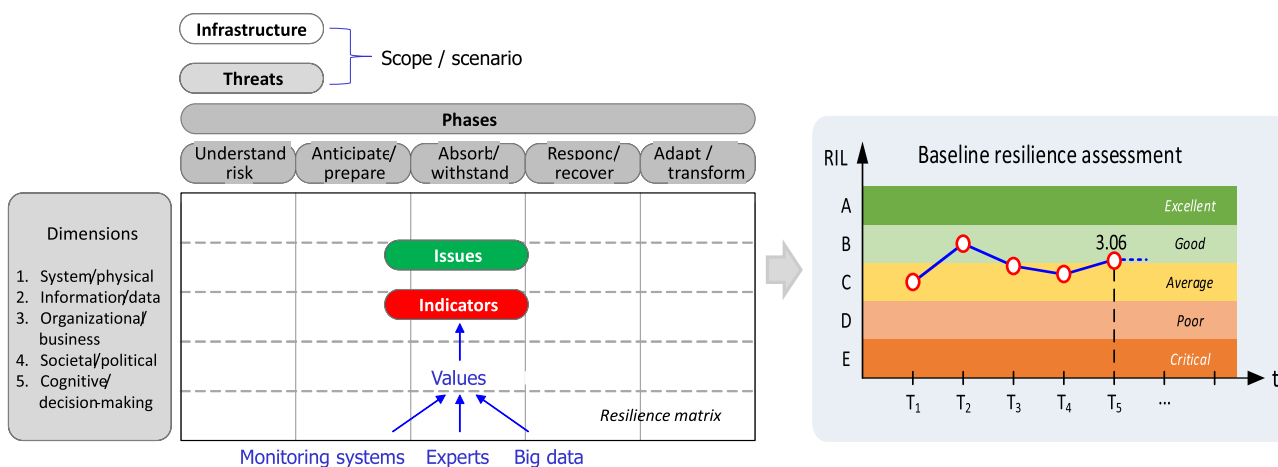 Infrastructure
Scope / scenario
Threats
Phases
Understand
risk
Anticipate/
prepare
Absorb/
withstand
Responc/
recover
Adapt /
transform
Dimensions
1. System/physical
2. Information/data
3. Organizational/
business
4. Societal/political
5. Cognitive/
decision-making
Issues
Indicators
Values
Resilience matrix
Monitoring systems
Experts
Big data
RIL
Baseline resilience assessment
A
Excellent
B
3.06
Good
C
Average
D
Poor
E
Critical
t
T1
T2
T3
T4
T5
...